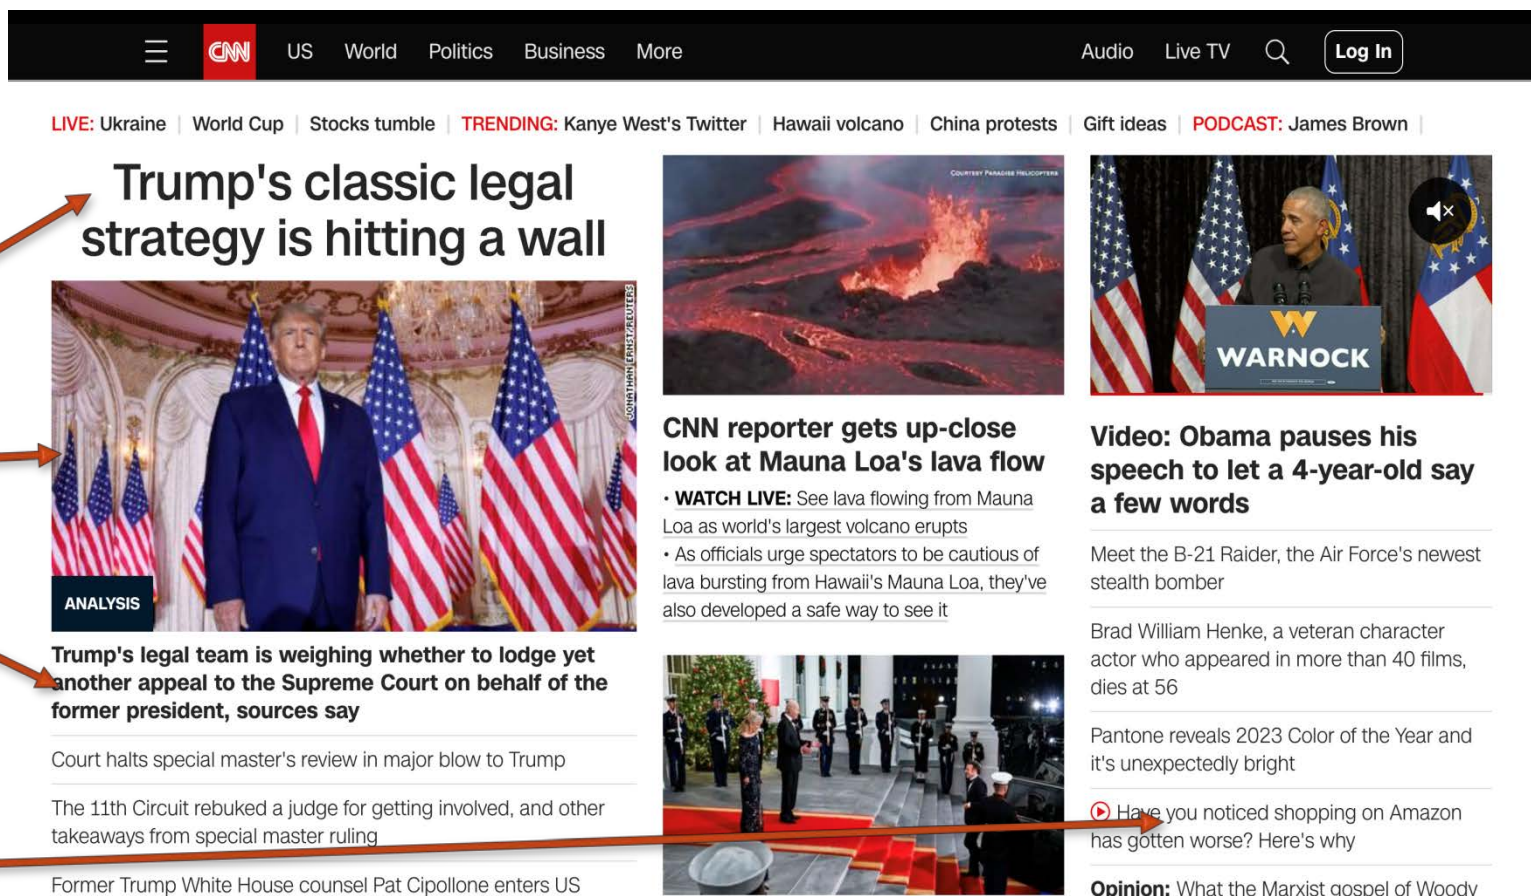 CNN US World Politics Business More Audio Live TV Log In
LIVE: Ukraine World Cup Stocks tumble TRENDING: Kanye West's Twitter Hawaii volcano China protests Gift ideas PODCAST: James Brown
Trump's classic legal
strategy is hitting a wall
JONATHAN ERNST/REUTERS
ANALYSIS
Trump's legal team is weighing whether to lodge yet
another appeal to the Supreme Court on behalf of the
former president, sources say
Court halts special master's review in major blow to Trump
The 11th Circuit rebuked a judge for getting involved, and other
takeaways from special master ruling
Former Trump White House counsel Pat Cipollone enters US
COURTESY PARADISE HELICOPTERS
CNN reporter gets up-close
look at Mauna Loa's lava flow
• WATCH LIVE: See lava flowing from Mauna
Loa as world's largest volcano erupts
• As officials urge spectators to be cautious of
lava bursting from Hawaii's Mauna Loa, they've
also developed a safe way to see it
WARNOCK
Video: Obama pauses his
speech to let a 4-year-old say
a few words
Meet the B-21 Raider, the Air Force's newest
stealth bomber
Brad William Henke, a veteran character
actor who appeared in more than 40 films,
dies at 56
Pantone reveals 2023 Color of the Year and
it's unexpectedly bright
Have you noticed shopping on Amazon
has gotten worse? Here's why
Opinion: What the Marxist gospel of Woody